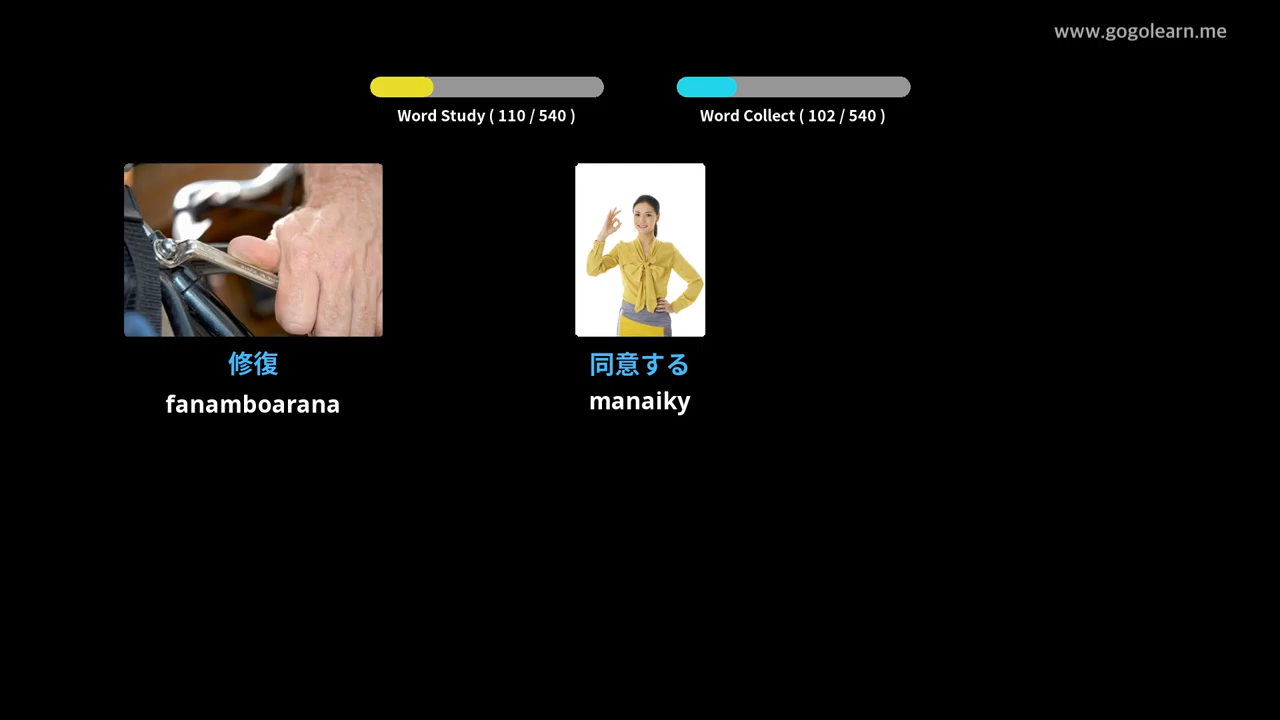 www.gogolearn.me
Word Study ( 110 / 540 )
Word Collect ( 102 / 540 )
修復
fanamboarana
同意する
manaiky